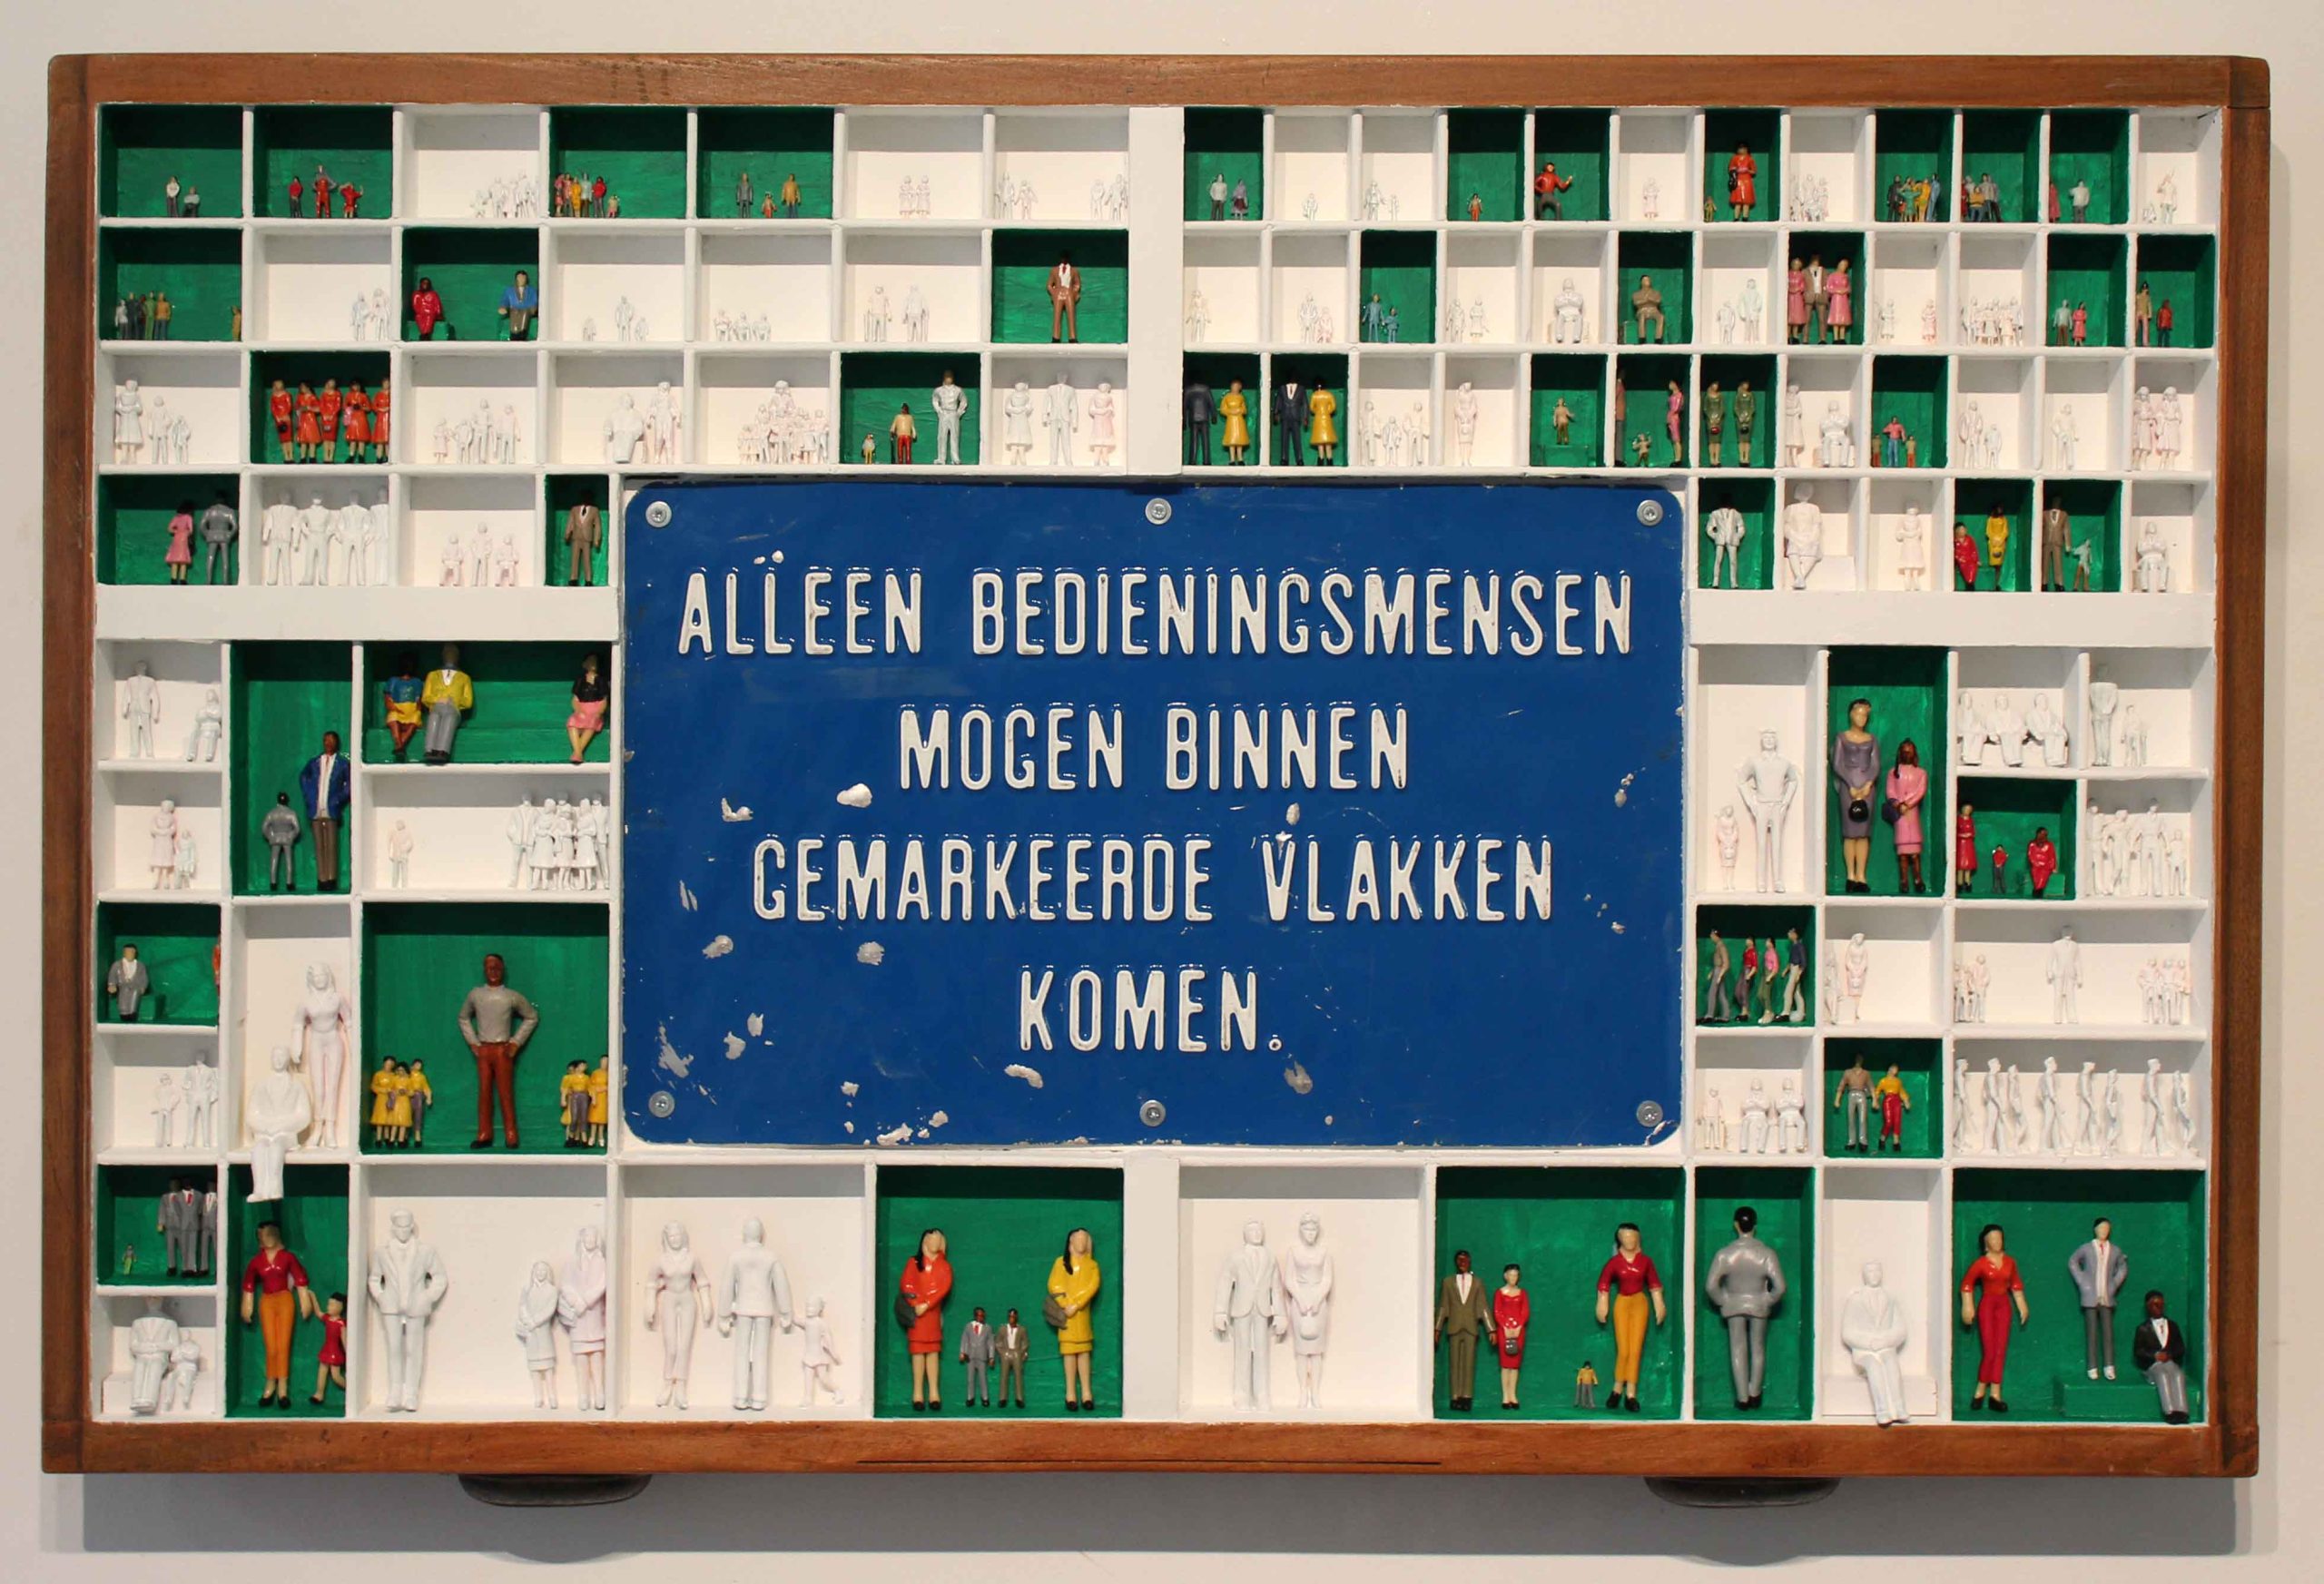 ALLEEN BEDIENINGSMENSEN
MOGEN BINNEN
GEMARKEERDE VLAKKEN
KOMEN.